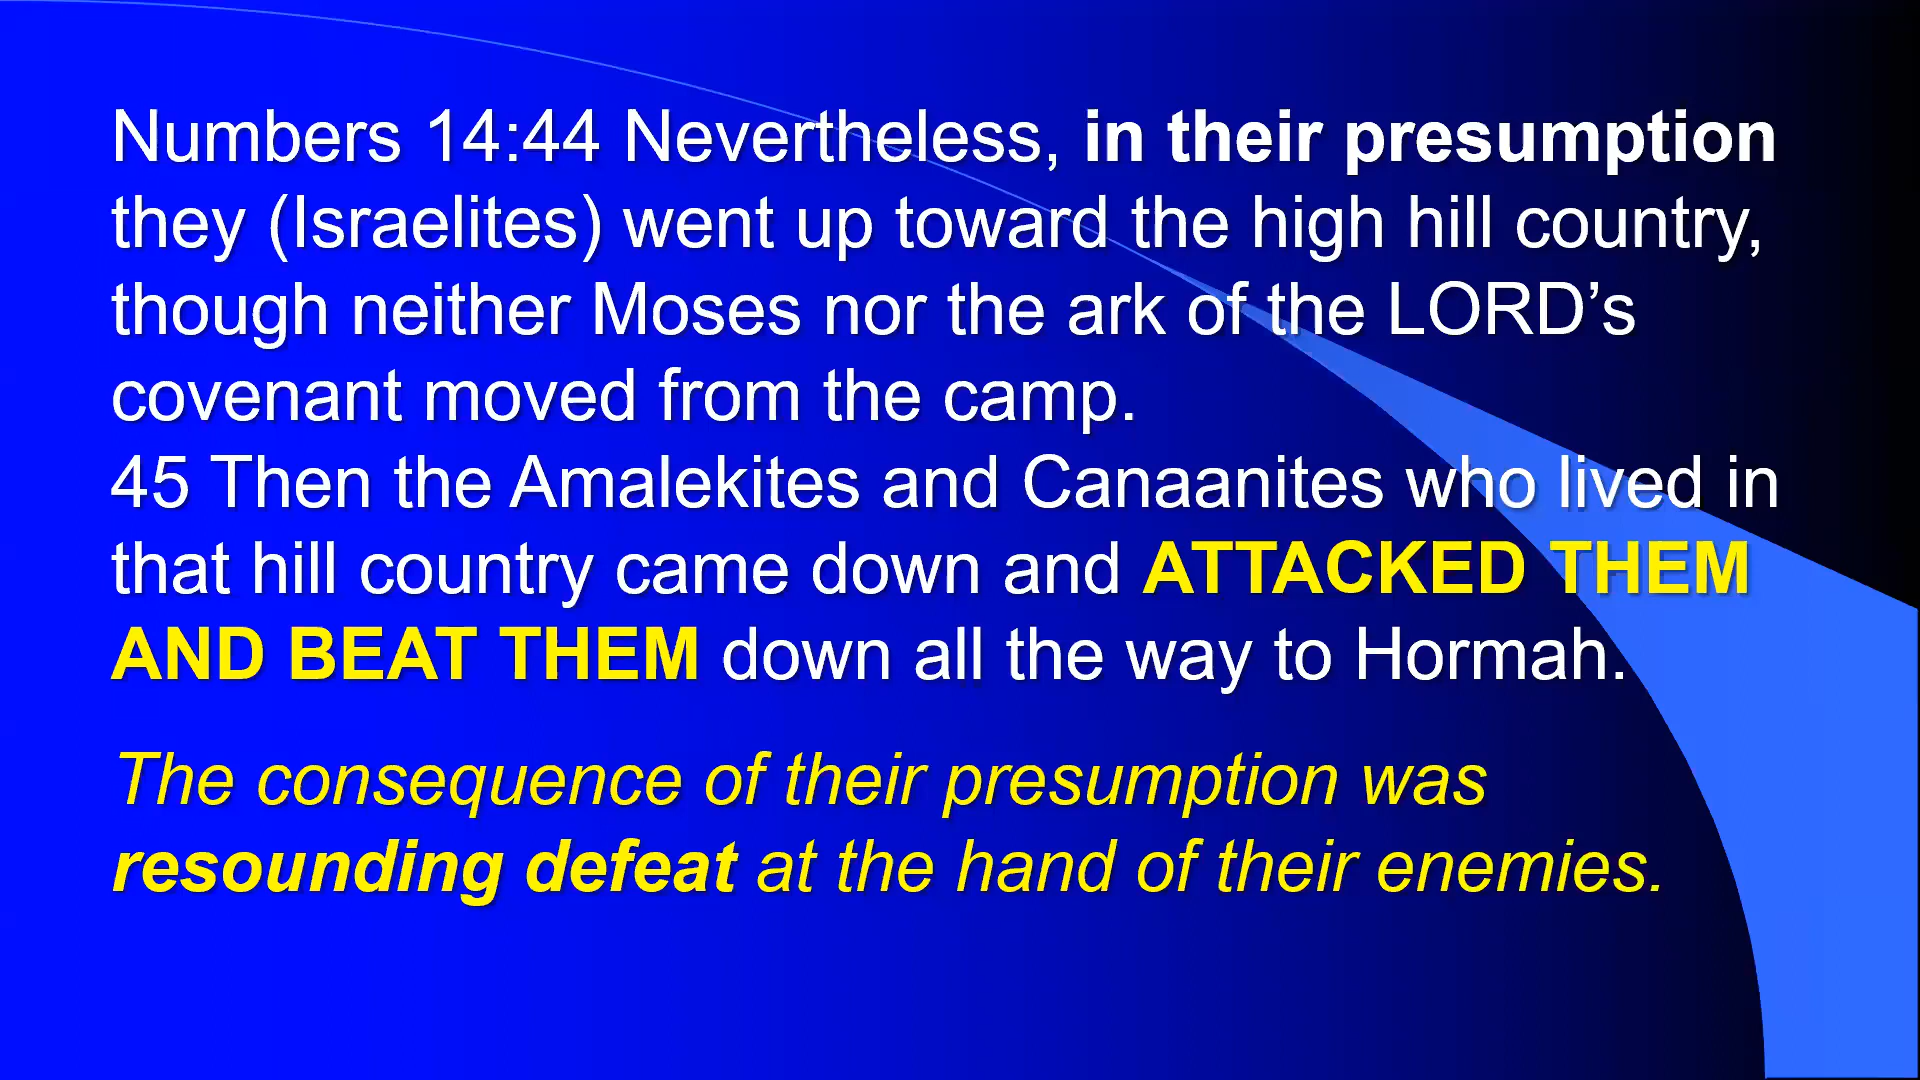 Numbers 14:44 Nevertheless, in their presumption
they (Israelites) went up toward the high hill country,
though neither Moses nor the ark of the LORD’s
covenant moved from the camp.
45 Then the Amalekites and Canaanites who lived in
that hill country came down and ATTACKED THEM
AND BEAT THEM down all the way to Hormah.
The consequence of their presumption was
resounding defeat at the hand of their enemies.